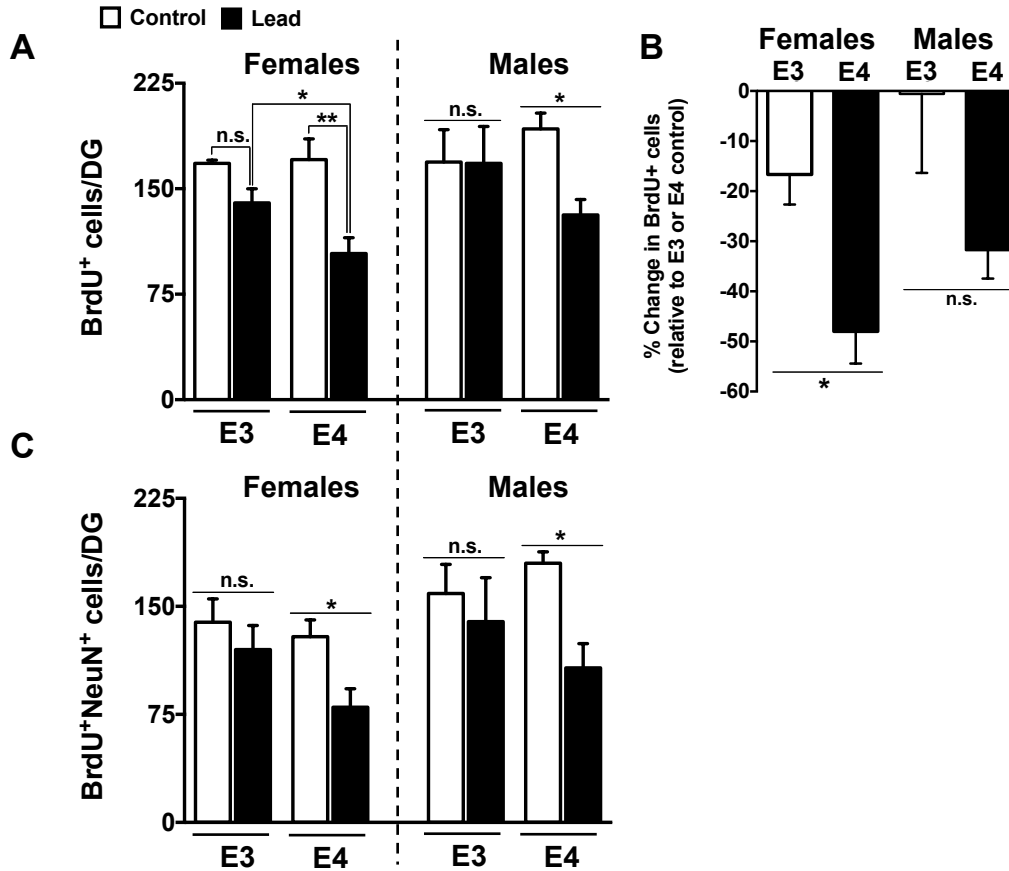 Control Lead
A
Females Males
225
150
75
0
BrdU⁺ cells/DG
n.s.
*
**
n.s.
*
E3 E4 E3 E4
B
Females Males
E3 E4 E3 E4
0
-10
-20
-30
-40
-50
-60
% Change in BrdU+ cells
(relative to E3 or E4 control)
*
n.s.
C
Females Males
225
150
75
0
BrdU⁺NeuN⁺ cells/DG
n.s.
*
n.s.
*
E3 E4 E3 E4